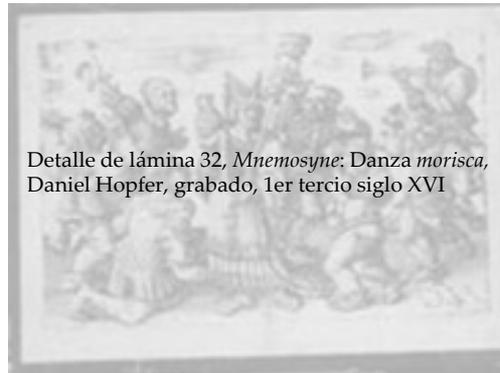 Detalle de lámina 32, Mnemosyne: Danza morisca,
Daniel Hopfer, grabado, 1er tercio siglo XVI